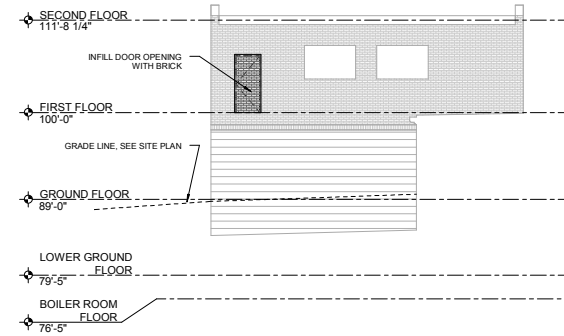 SECOND FLOOR
111'-8 1/4"
INFILL DOOR OPENING
WITH BRICK
FIRST FLOOR
100'-0"
GRADE LINE, SEE SITE PLAN
GROUND FLOOR
89'-0"
LOWER GROUND
FLOOR
79'-5"
BOILER ROOM
FLOOR
76'-5"